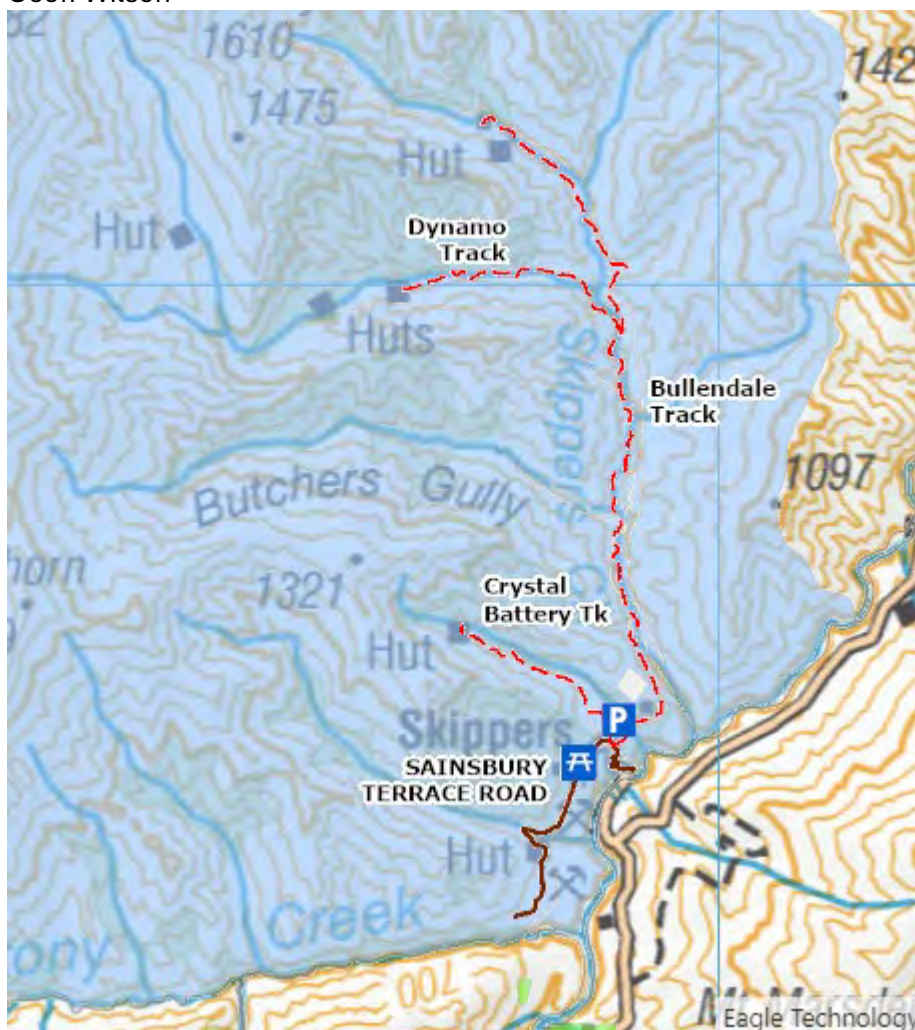 1610
1475
142
Hut
Hut
Dynamo
Track
Huts
Skippers C
Bullendale
Track
Butchers Gully
1097
1321
Crystal
Battery Tk
Hut
P
Skippers
SAINSBURY
TERRACE ROAD
Hut
Creek
700
Eagle Technology